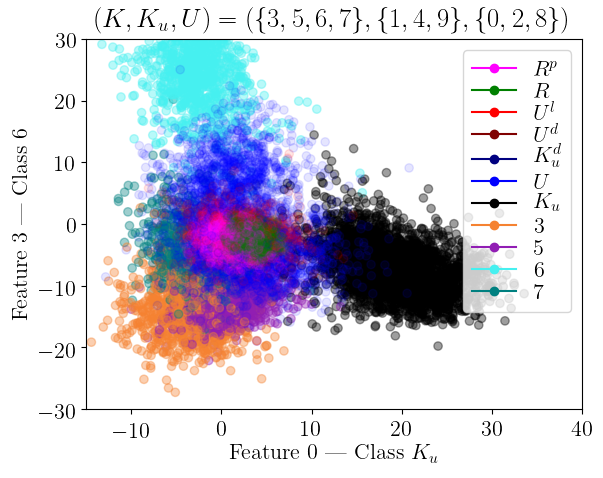 (K, K_u, U) = ({3, 5, 6, 7}, {1, 4, 9}, {0, 2, 8})
Feature 3 — Class 6
30
20
10
0
−10
−20
−30
R^p
R
U^l
U^d
K_u^d
U
K_u
3
5
6
7
−10
0
10
20
30
40
Feature 0 — Class K_u